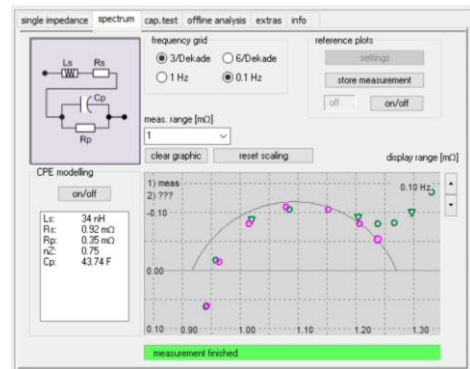 single impedance spectrum cap.test offline analysis extras info
Ls Rs
Cp
Rp
frequency grid
3/Dekade 6/Dekade
1 Hz 0.1 Hz
reference plots
settings
store measurement
off on/off
meas. range [mΩ]
1
clear graphic reset scaling display range [mΩ]
CPE modelling
on/off
Ls: 34 nH
Rs: 0.92 mΩ
Rp: 0.35 mΩ
nZ: 0.75
Cp: 43.74 F
1) meas
2) ???
0.10 Hz
-0.10
0.00
0.10 0.90 1.00 1.10 1.20 1.30
measurement finished